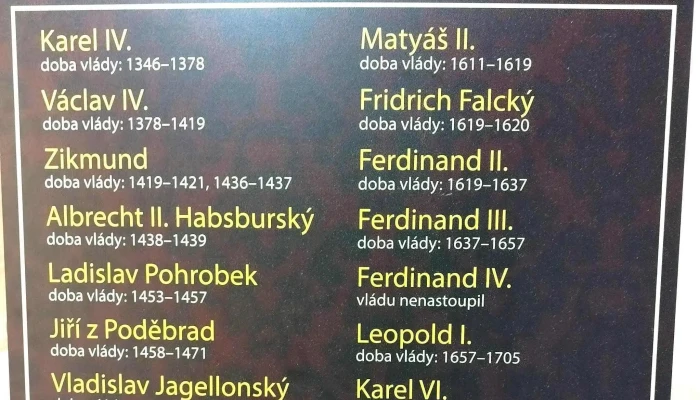 Karel IV.
doba vlády: 1346–1378
Václav IV.
doba vlády: 1378–1419
Zikmund
doba vlády: 1419–1421, 1436–1437
Albrecht II. Habsburský
doba vlády: 1438–1439
Ladislav Pohrobek
doba vlády: 1453–1457
Jiří z Poděbrad
doba vlády: 1458–1471
Vladislav Jagellonský
Matyáš II.
doba vlády: 1611–1619
Fridrich Falcký
doba vlády: 1619–1620
Ferdinand II.
doba vlády: 1619–1637
Ferdinand III.
doba vlády: 1637–1657
Ferdinand IV.
vládu nenastoupil
Leopold I.
doba vlády: 1657–1705
Karel VI.